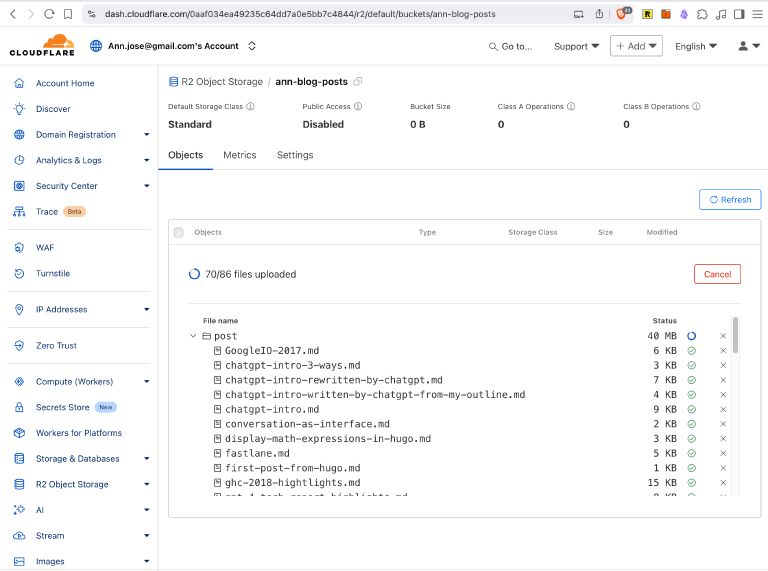 dash.cloudflare.com/0aaf034ea49235c64dd7a0e5bb7c4844/r2/default/buckets/ann-blog-posts
CLOUDFLARE
Ann.jose@gmail.com's Account
Go to...
Support
+ Add
English
Account Home
Discover
Domain Registration
Analytics & Logs
Security Center
Trace Beta
WAF
Turnstile
IP Addresses
Zero Trust
Compute (Workers)
Secrets Store New
Workers for Platforms
Storage & Databases
R2 Object Storage
AI
Stream
Images
R2 Object Storage / ann-blog-posts
Default Storage Class Public Access Bucket Size Class A Operations Class B Operations
Standard Disabled 0 B 0 0
Objects Metrics Settings
Refresh
Objects Type Storage Class Size Modified
70/86 files uploaded
Cancel
File name Status
post 40 MB
GoogleIO-2017.md 6 KB
chatgpt-intro-3-ways.md 3 KB
chatgpt-intro-rewritten-by-chatgpt.md 7 KB
chatgpt-intro-written-by-chatgpt-from-my-outline.md 4 KB
chatgpt-intro.md 9 KB
conversation-as-interface.md 2 KB
display-math-expressions-in-hugo.md 3 KB
fastlane.md 5 KB
first-post-from-hugo.md 1 KB
ghc-2018-hightlights.md 15 KB